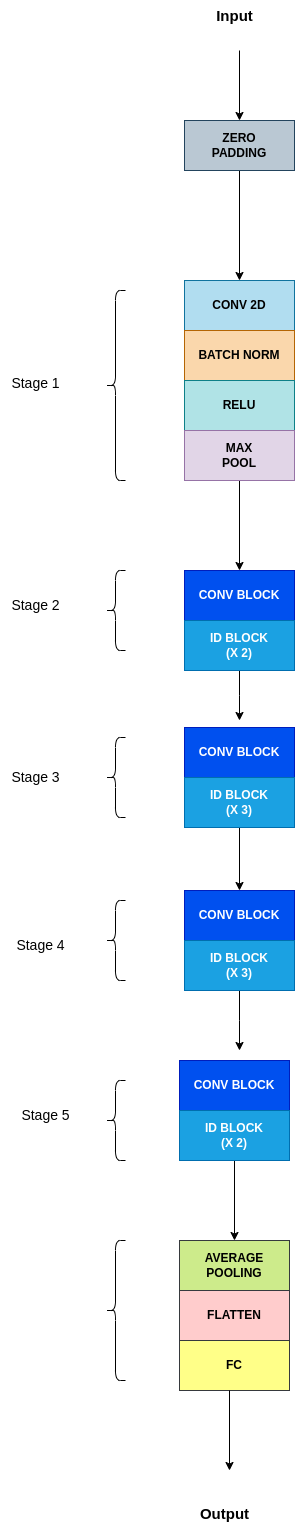 Input
ZERO
PADDING
CONV 2D
BATCH NORM
RELU
MAX
POOL
Stage 1
CONV BLOCK
ID BLOCK
(X 2)
Stage 2
CONV BLOCK
ID BLOCK
(X 3)
Stage 3
CONV BLOCK
ID BLOCK
(X 3)
Stage 4
CONV BLOCK
ID BLOCK
(X 2)
Stage 5
AVERAGE
POOLING
FLATTEN
FC
Output